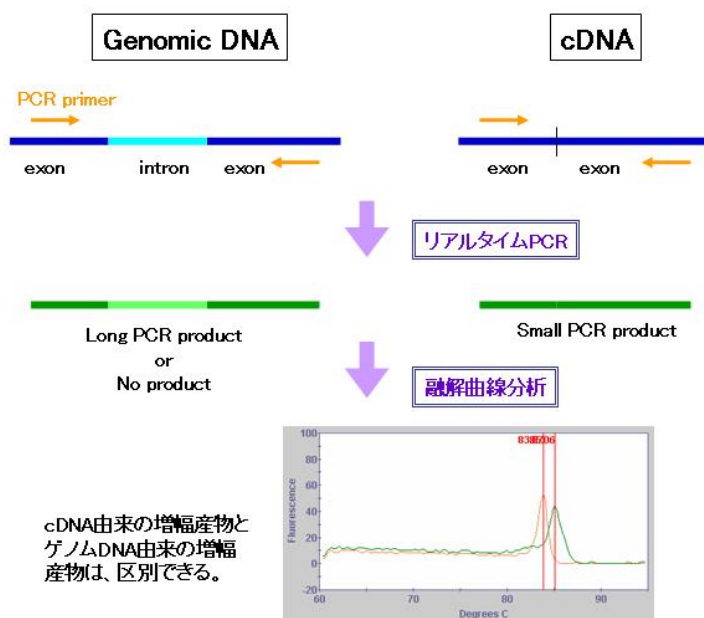 Genomic DNA
cDNA
PCR primer
exon
intron
exon
exon
exon
リアルタイムPCR
Long PCR product
or
No product
Small PCR product
融解曲線分析
cDNA由来の増幅産物と
ゲノムDNA由来の増幅
産物は、区別できる。
100
80
60
40
20
0
-20
Fluorescence
60
70
80
90
Degrees C